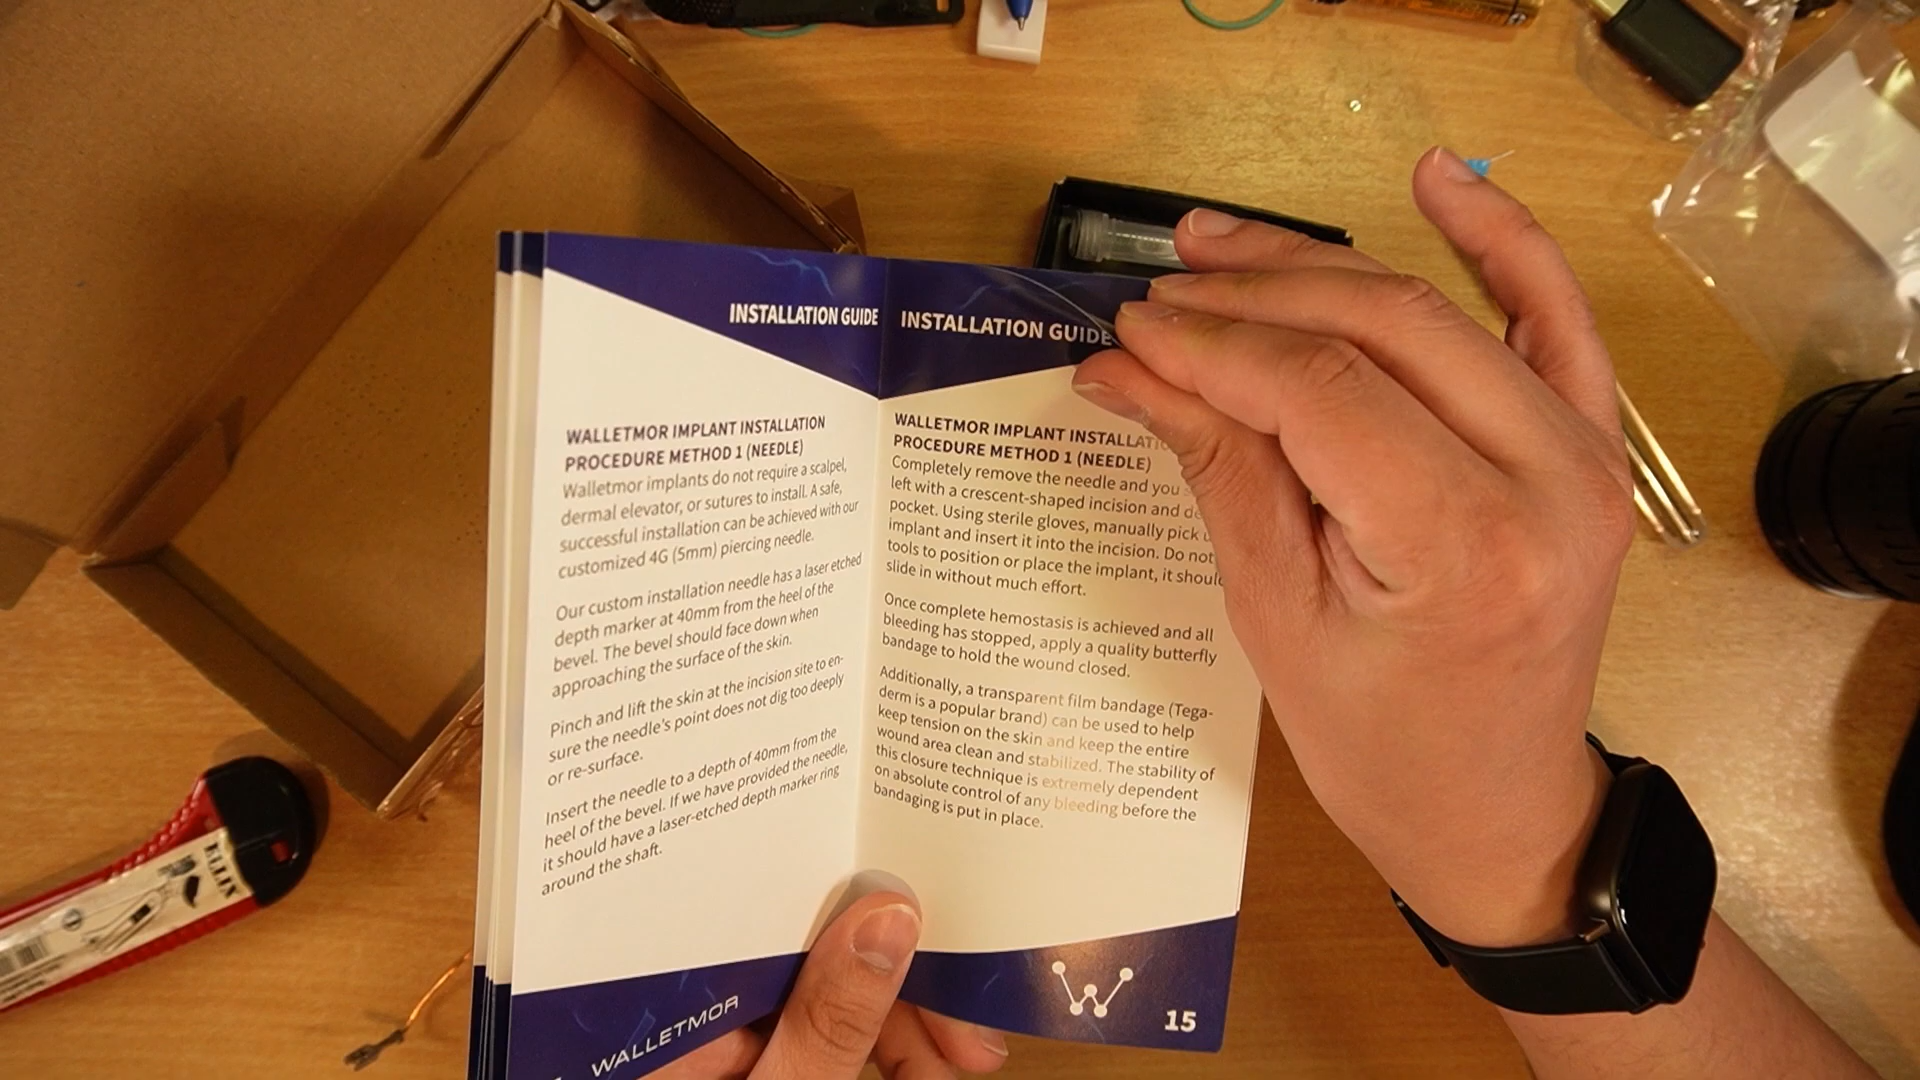 INSTALLATION GUIDE
WALLETMOR IMPLANT INSTALLATION
PROCEDURE METHOD 1 (NEEDLE)
Walletmor implants do not require a scalpel,
dermal elevator, or sutures to install. A safe,
successful installation can be achieved with our
customized 4G (5mm) piercing needle.
Our custom installation needle has a laser etched
depth marker at 40mm from the heel of the
bevel. The bevel should face down when
approaching the surface of the skin.
Pinch and lift the skin at the incision site to en-
sure the needle's point does not dig too deeply
or re-surface.
Insert the needle to a depth of 40mm from the
heel of the bevel. If we have provided the needle,
it should have a laser-etched depth marker ring
around the shaft.
WALLETMOR
INSTALLATION GUIDE
WALLETMOR IMPLANT INSTALLATI
PROCEDURE METHOD 1 (NEEDLE)
Completely remove the needle and you
left with a crescent-shaped incision and de
pocket. Using sterile gloves, manually pick
implant and insert it into the incision. Do not
tools to position or place the implant, it should
slide in without much effort.
Once complete hemostasis is achieved and all
bleeding has stopped, apply a quality butterfly
bandage to hold the wound closed.
Additionally, a transparent film bandage (Tega-
derm is a popular brand) can be used to help
keep tension on the skin and keep the entire
wound area clean and stabilized. The stability of
this closure technique is extremely dependent
on absolute control of any bleeding before the
bandaging is put in place.
15
ELLIX